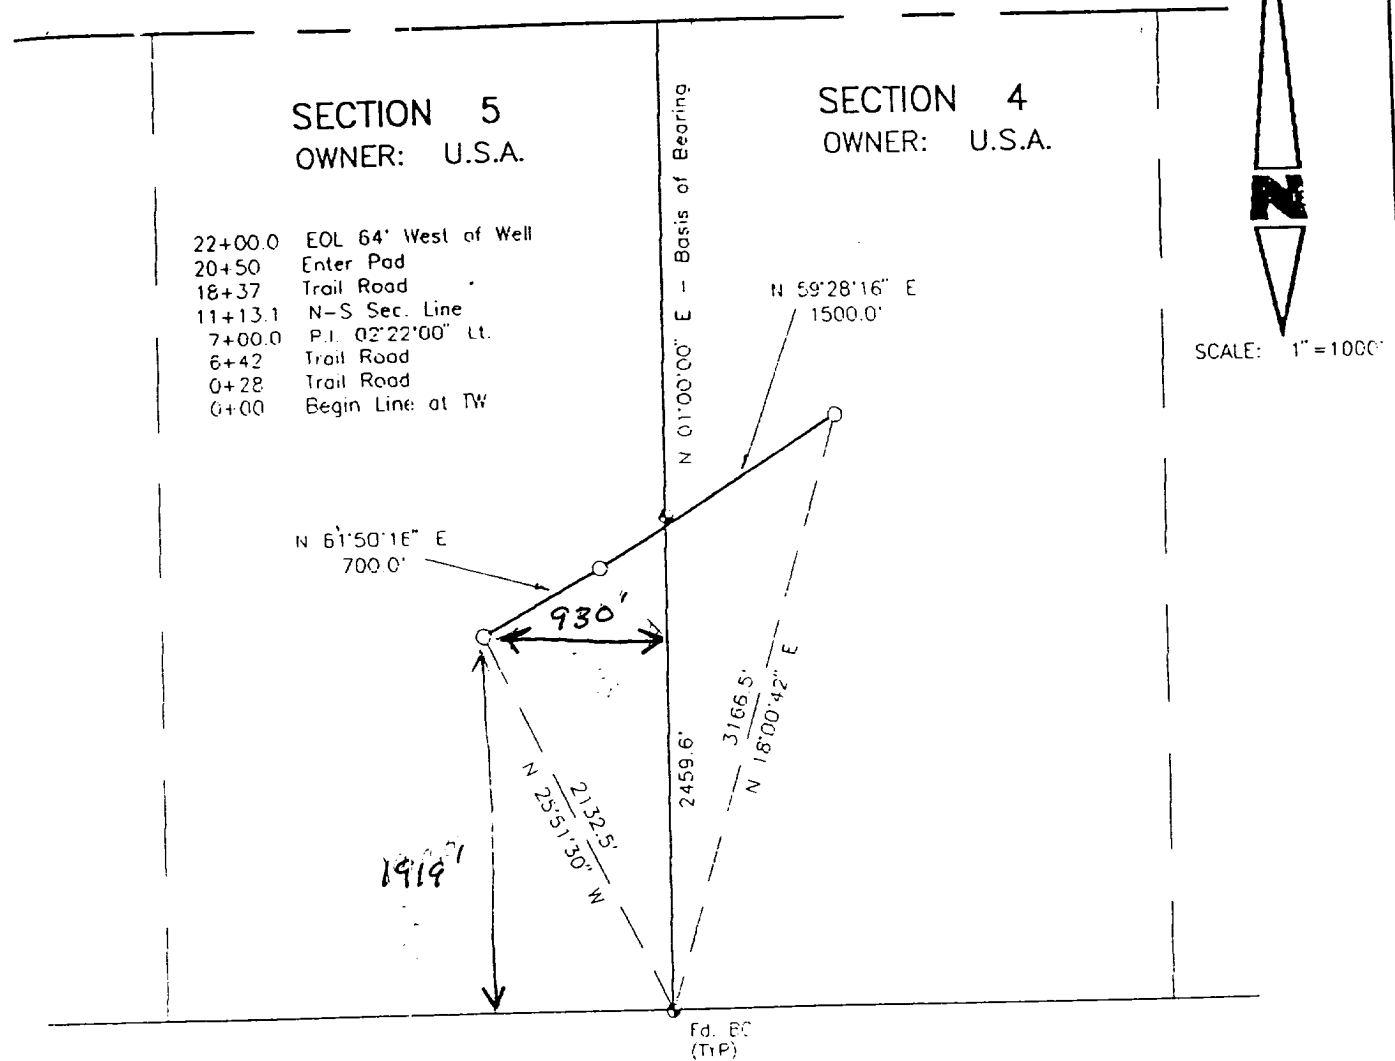 SECTION 5
OWNER: U.S.A.
SECTION 4
OWNER: U.S.A.
N 01°00'00" E - Basis of Bearing
N
SCALE: 1"=1000'
22+00.0 EOL 64' West of Well
20+50 Enter Pad
18+37 Trail Road
11+13.1 N-S Sec. Line
7+00.0 P.I. 02°22'00" Lt.
6+42 Trail Road
0+28 Trail Road
0+00 Begin Line at TW
N 59°28'16" E
1500.0'
N 61°50'16" E
700.0'
930'
1919'
2132.5'
N 25°51'30" W
2459.6'
3166.5'
N 18°00'42" E
Fd. BC
(TYP)